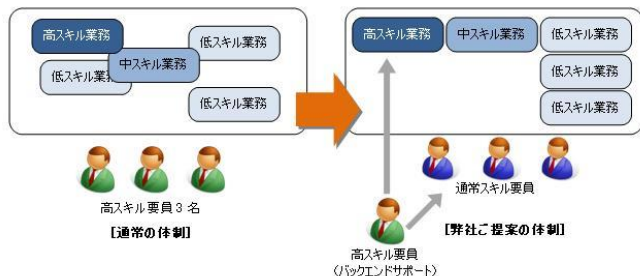 高スキル業務
低スキル業務
中スキル業務
低スキル業務
低スキル業務
高スキル要員3名
[通常の体制]
高スキル業務
中スキル業務
低スキル業務
低スキル業務
低スキル業務
通常スキル要員
[弊社ご提案の体制]
高スキル要員
(バックエンドサポート)